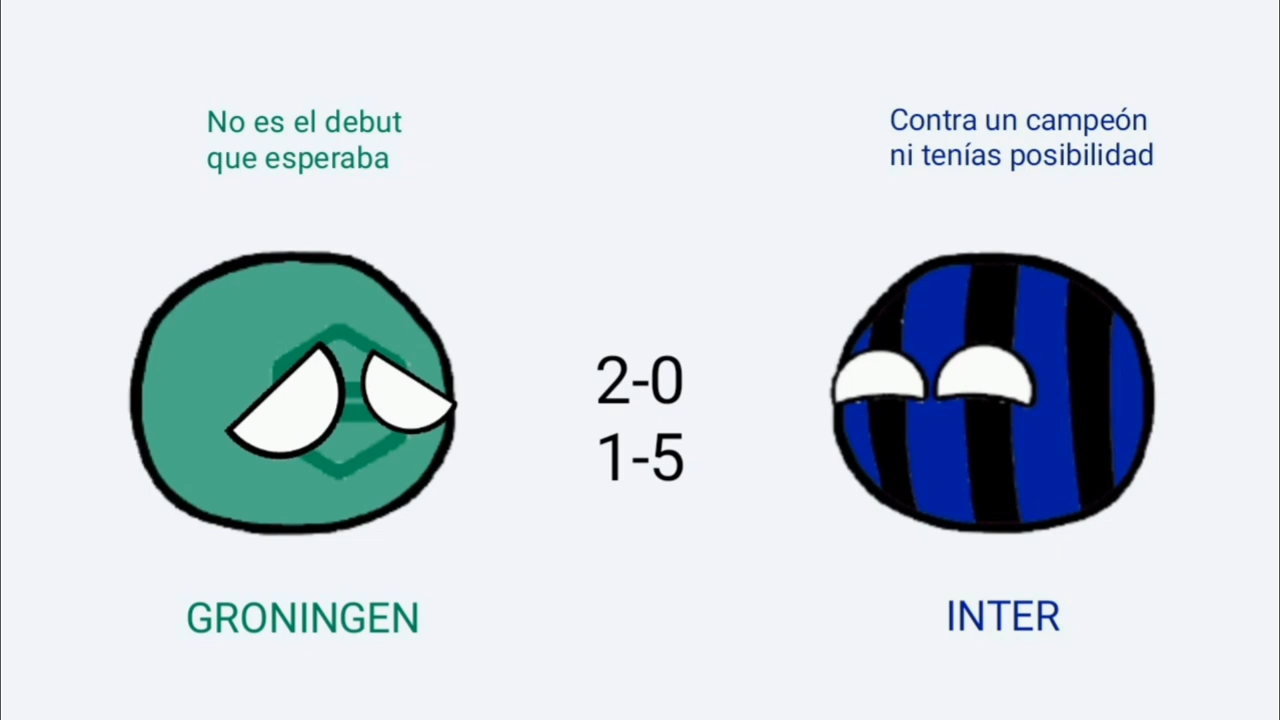 No es el debut
que esperaba
Contra un campeón
ni tenías posibilidad
2-0
1-5
GRONINGEN
INTER